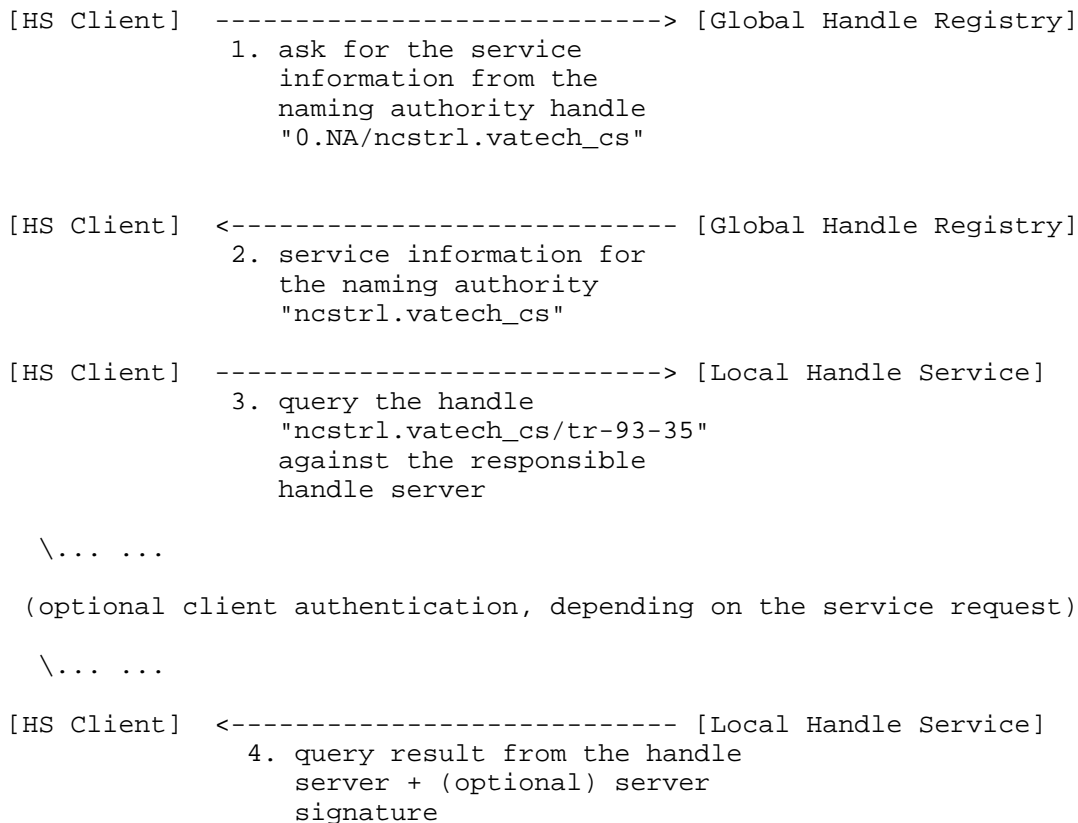 [HS Client]  ----------------------------> [Global Handle Registry]
1. ask for the service
information from the
naming authority handle
"0.NA/ncstrl.vatech_cs"
[HS Client]  <---------------------------- [Global Handle Registry]
2. service information for
the naming authority
"ncstrl.vatech_cs"
[HS Client]  ----------------------------> [Local Handle Service]
3. query the handle
"ncstrl.vatech_cs/tr-93-35"
against the responsible
handle server
\... ...
(optional client authentication, depending on the service request)
\... ...
[HS Client]  <---------------------------- [Local Handle Service]
4. query result from the handle
server + (optional) server
signature